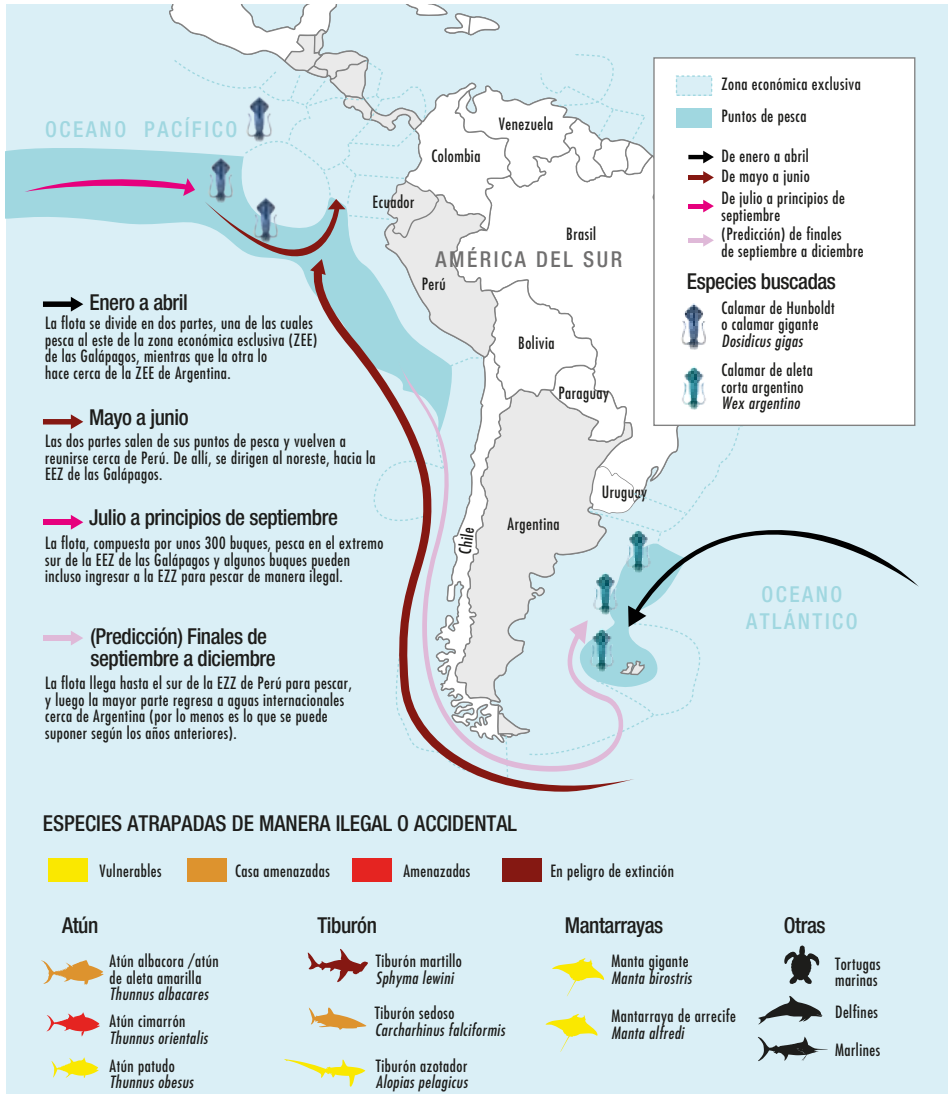 OCEANO PACÍFICO
Venezuela
Colombia
Ecuador
Brasil
AMÉRICA DEL SUR
Perú
Bolivia
Paraguay
Uruguay
Argentina
Chile
OCEANO
ATLÁNTICO
Zona económica exclusiva
Puntos de pesca
De enero a abril
De mayo a junio
De julio a principios de
septiembre
(Predicción) de finales
de septiembre a diciembre
Especies buscadas
Calamar de Humboldt
o calamar gigante
Dosidicus gigas
Calamar de aleta
corta argentino
Wex argentino
Enero a abril
La flota se divide en dos partes, una de las cuales
pesca al este de la zona económica esclusiva (ZEE)
de las Galápagos, mientras que la otra lo
hace cerca de la ZEE de Argentina.
Mayo a junio
Las dos partes salen de sus puntos de pesca y vuelven a
reunirse cerca de Perú. De allí, se dirigen al noreste, hacia la
EEZ de las Galápagos.
Julio a principios de septiembre
La flota, compuesta por unos 300 buques, pesca en el extremo
sur de la EEZ de las Galápagos y algunos buques pueden
incluso ingresar a la EZZ para pescar de manera ilegal.
(Predicción) Finales de
septiembre a diciembre
La flota llega hasta el sur de la EZZ de Perú para pescar,
y luego la mayor parte regresa a aguas internacionales
cerca de Argentina (por lo menos es lo que se puede
suponer según los años anteriores).
ESPECIES ATRAPADAS DE MANERA ILEGAL O ACCIDENTAL
Vulnerables
Casa amenazadas
Amenazadas
En peligro de extinción
Atún
Atún albacora /atún
de aleta amarilla
Thunnus albacares
Atún cimarrón
Thunnus orientalis
Atún patudo
Thunnus obesus
Tiburón
Tiburón martillo
Sphyma lewini
Tiburón sedoso
Carcharhinus falciformis
Tiburón azotador
Alopias pelagicus
Mantarrayas
Manta gigante
Manta birostris
Mantarraya de arrecife
Manta alfredi
Otras
Tortugas
marinas
Delfines
Marlines